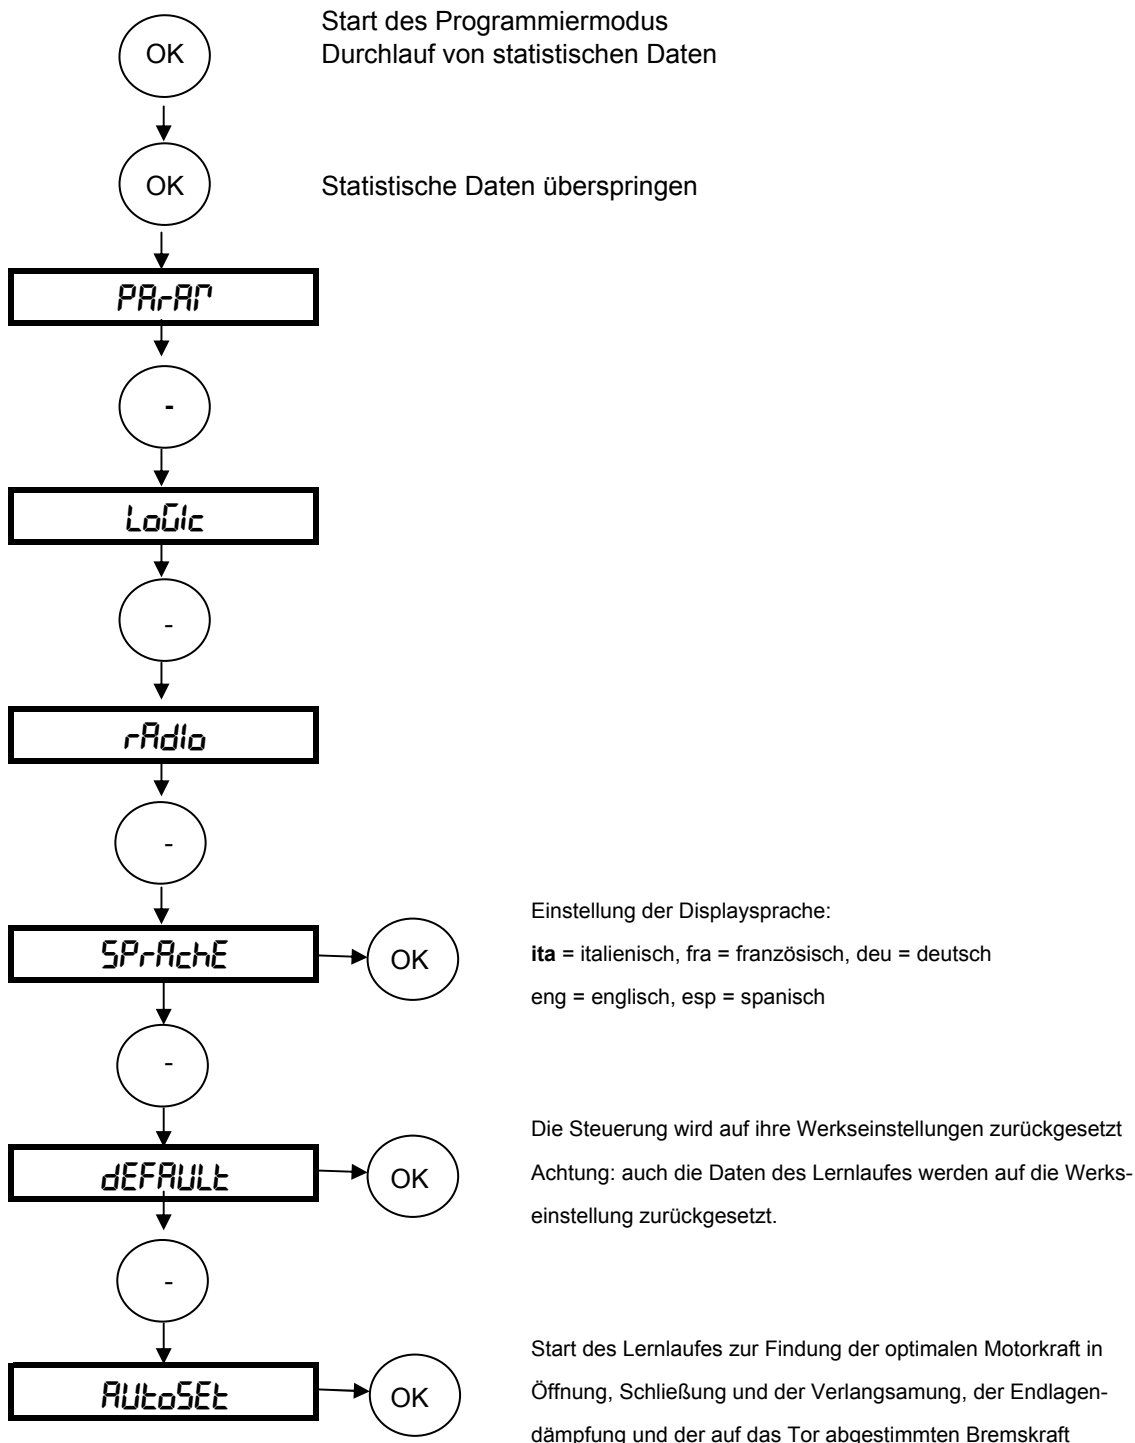 OK
Start des Programmiermodus
Durchlauf von statistischen Daten
OK
Statistische Daten überspringen
PArAM
-
LoGIc
-
rAdIo
-
SPrAchE
OK
Einstellung der Displaysprache:
ita = italienisch, fra = französisch, deu = deutsch
eng = englisch, esp = spanisch
-
dEFAULt
OK
Die Steuerung wird auf ihre Werkseinstellungen zurückgesetzt
Achtung: auch die Daten des Lernlaufes werden auf die Werks-
einstellung zurückgesetzt.
-
AUtoSEt
OK
Start des Lernlaufes zur Findung der optimalen Motorkraft in
Öffnung, Schließung und der Verlangsamung, der Endlagen-
dämpfung und der auf das Tor abgestimmten Bremskraft